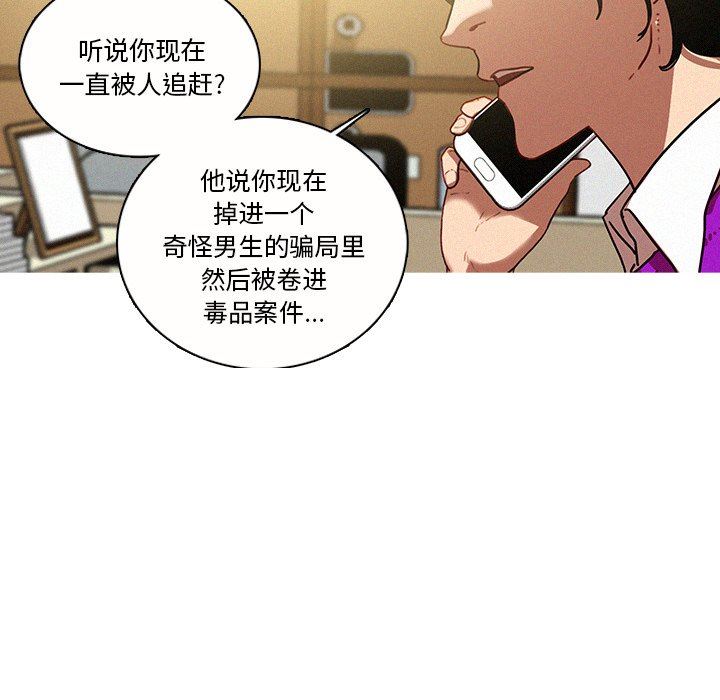 听说你现在
一直被人追赶?
他说你现在
掉进一个
奇怪男生的骗局里
然后被卷进
毒品案件...